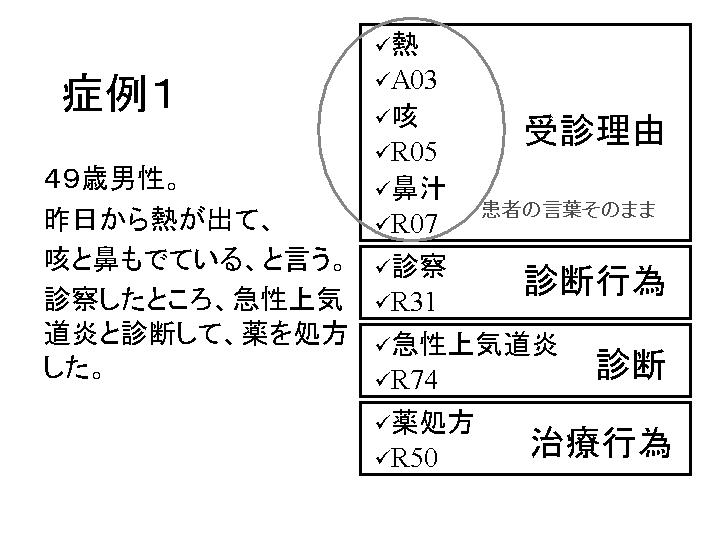 症例１
４９歳男性。
昨日から熱が出て、
咳と鼻もでている、と言う。
診察したところ、急性上気
道炎と診断して、薬を処方
した。
✓熱
✓A03
✓咳
✓R05
✓鼻汁
✓R07
受診理由
患者の言葉そのまま
✓診察
✓R31
診断行為
✓急性上気道炎
✓R74
診断
✓薬処方
✓R50
治療行為